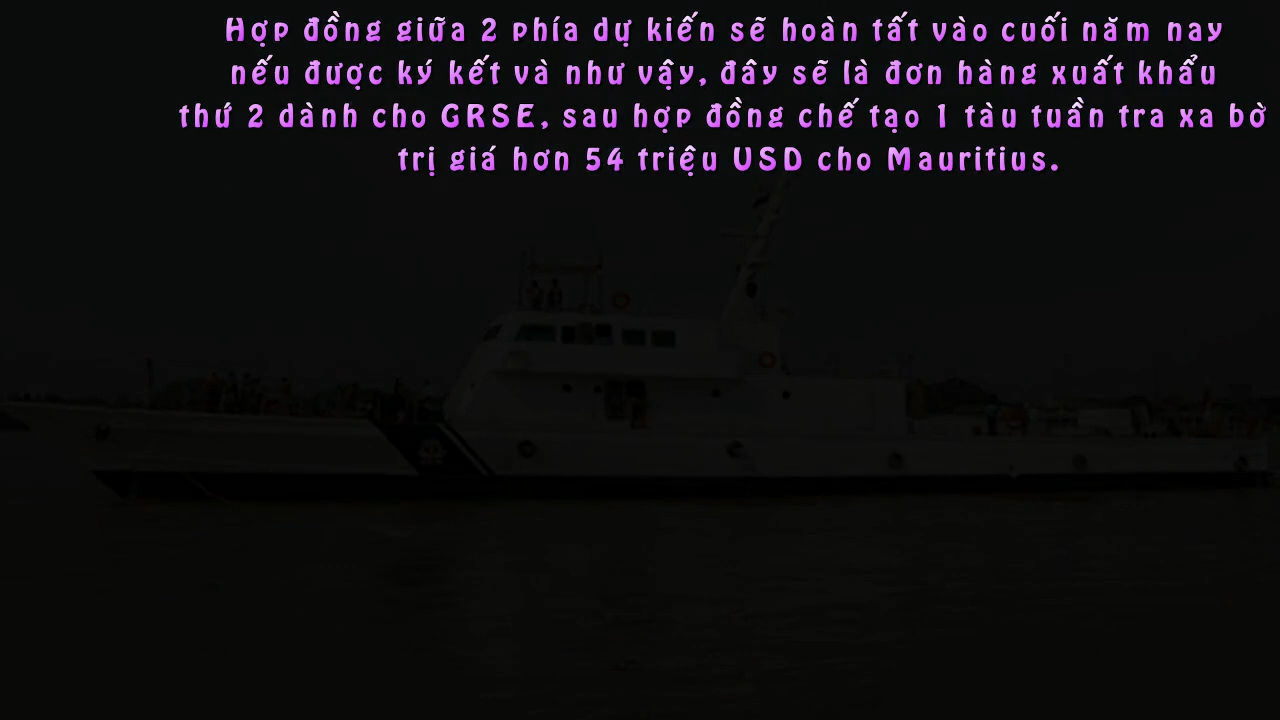 Hợp đồng giữa 2 phía dự kiến sẽ hoàn tất vào cuối năm nay
nếu được ký kết và như vậy, đây sẽ là đơn hàng xuất khẩu
thứ 2 dành cho GRSE, sau hợp đồng chế tạo 1 tàu tuần tra xa bờ
trị giá hơn 54 triệu USD cho Mauritius.